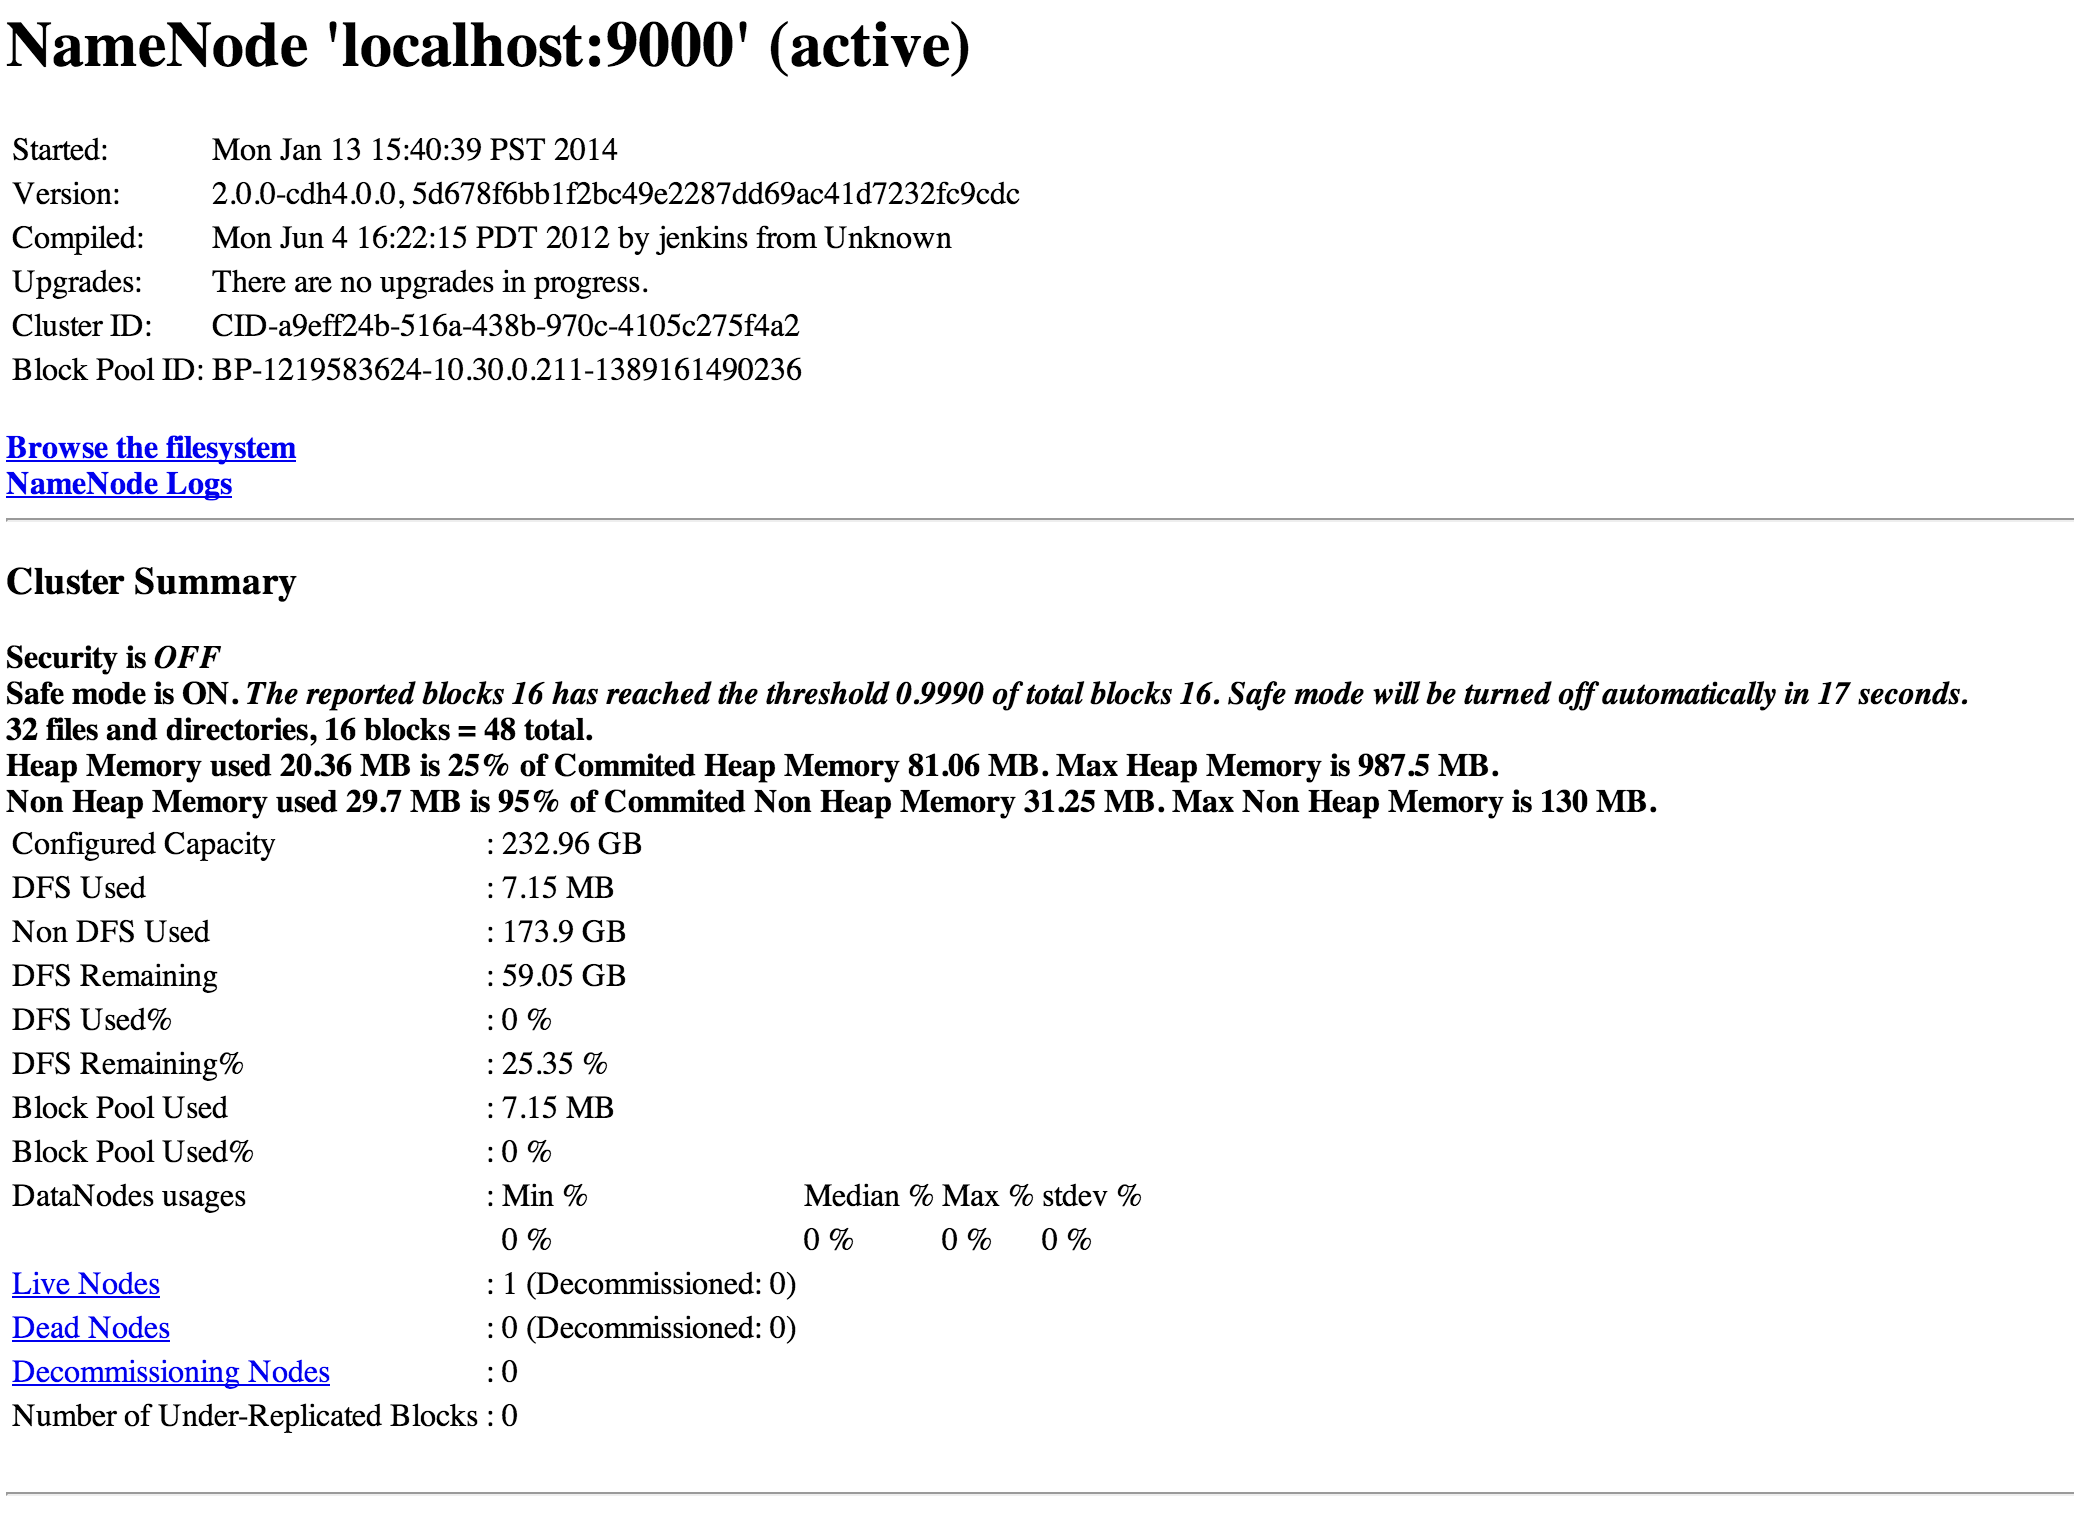 NameNode 'localhost:9000' (active)
Started: Mon Jan 13 15:40:39 PST 2014
Version: 2.0.0-cdh4.0.0, 5d678f6bb1f2bc49e2287dd69ac41d7232fc9cdc
Compiled: Mon Jun 4 16:22:15 PDT 2012 by jenkins from Unknown
Upgrades: There are no upgrades in progress.
Cluster ID: CID-a9eff24b-516a-438b-970c-4105c275f4a2
Block Pool ID: BP-1219583624-10.30.0.211-1389161490236
Browse the filesystem
NameNode Logs
Cluster Summary
Security is OFF
Safe mode is ON. The reported blocks 16 has reached the threshold 0.9990 of total blocks 16. Safe mode will be turned off automatically in 17 seconds.
32 files and directories, 16 blocks = 48 total.
Heap Memory used 20.36 MB is 25% of Commited Heap Memory 81.06 MB. Max Heap Memory is 987.5 MB.
Non Heap Memory used 29.7 MB is 95% of Commited Non Heap Memory 31.25 MB. Max Non Heap Memory is 130 MB.
Configured Capacity : 232.96 GB
DFS Used : 7.15 MB
Non DFS Used : 173.9 GB
DFS Remaining : 59.05 GB
DFS Used% : 0 %
DFS Remaining% : 25.35 %
Block Pool Used : 7.15 MB
Block Pool Used% : 0 %
DataNodes usages : Min % Median % Max % stdev %
0 % 0 % 0 % 0 %
Live Nodes : 1 (Decommissioned: 0)
Dead Nodes : 0 (Decommissioned: 0)
Decommissioning Nodes : 0
Number of Under-Replicated Blocks : 0